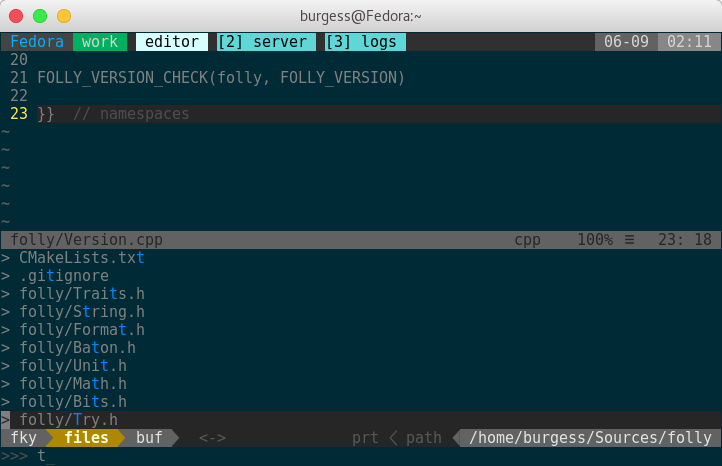 burgess@Fedora:~
Fedora work editor [2] server [3] logs 06-09 02:11
20
21 FOLLY_VERSION_CHECK(folly, FOLLY_VERSION)
22
23 }} // namespaces
~
~
~
~
~
~
folly/Version.cpp cpp 100% ≡ 23: 18
> CMakeLists.txt
> .gitignore
> folly/Traits.h
> folly/String.h
> folly/Format.h
> folly/Baton.h
> folly/Unit.h
> folly/Math.h
> folly/Bits.h
> folly/Try.h
fky files buf <-> prt < path /home/burgess/Sources/folly
>>> t_